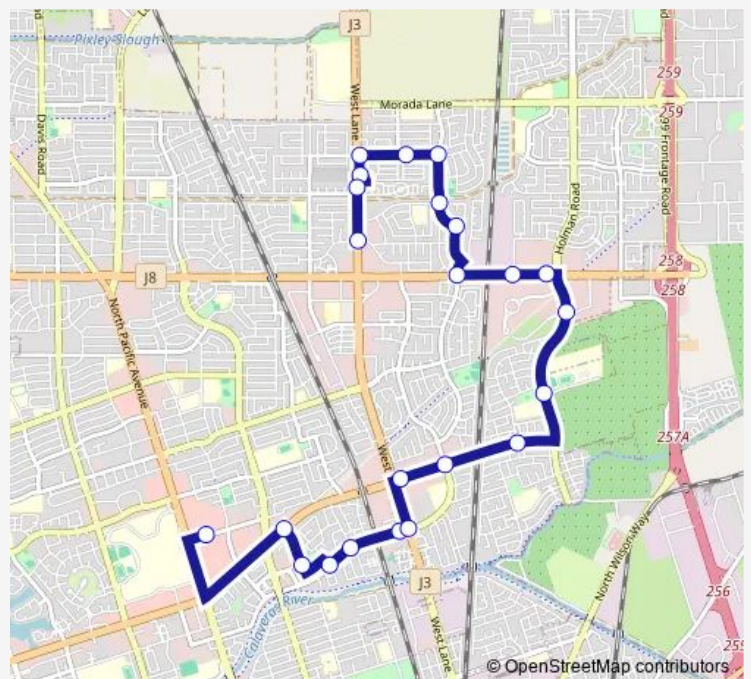 J3
Pixley Slough
259
Morada Lane
259
West Lane
Davis Road
99 Frontage Road
Holman Road
258
J8
258
North Pacific Avenue
257A
West
North Wilson Way
J3
256
Calaveras River
West Lane
© OpenStreetMap contributors